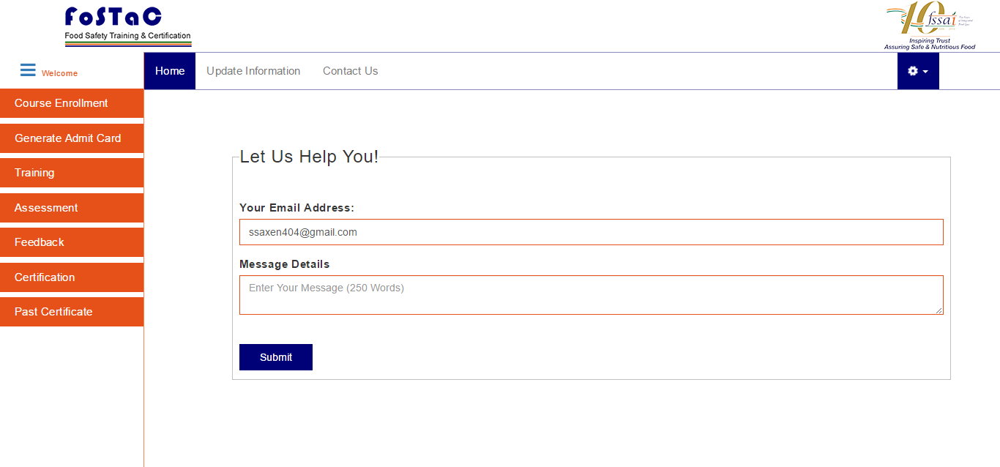 FoSTaC
Food Safety Training & Certification
10 fssai
Inspiring Trust
Assuring Safe & Nutritious Food
Welcome
Home
Update Information
Contact Us
Course Enrollment
Generate Admit Card
Training
Assessment
Feedback
Certification
Past Certificate
Let Us Help You!
Your Email Address:
ssaxen404@gmail.com
Message Details
Enter Your Message (250 Words)
Submit